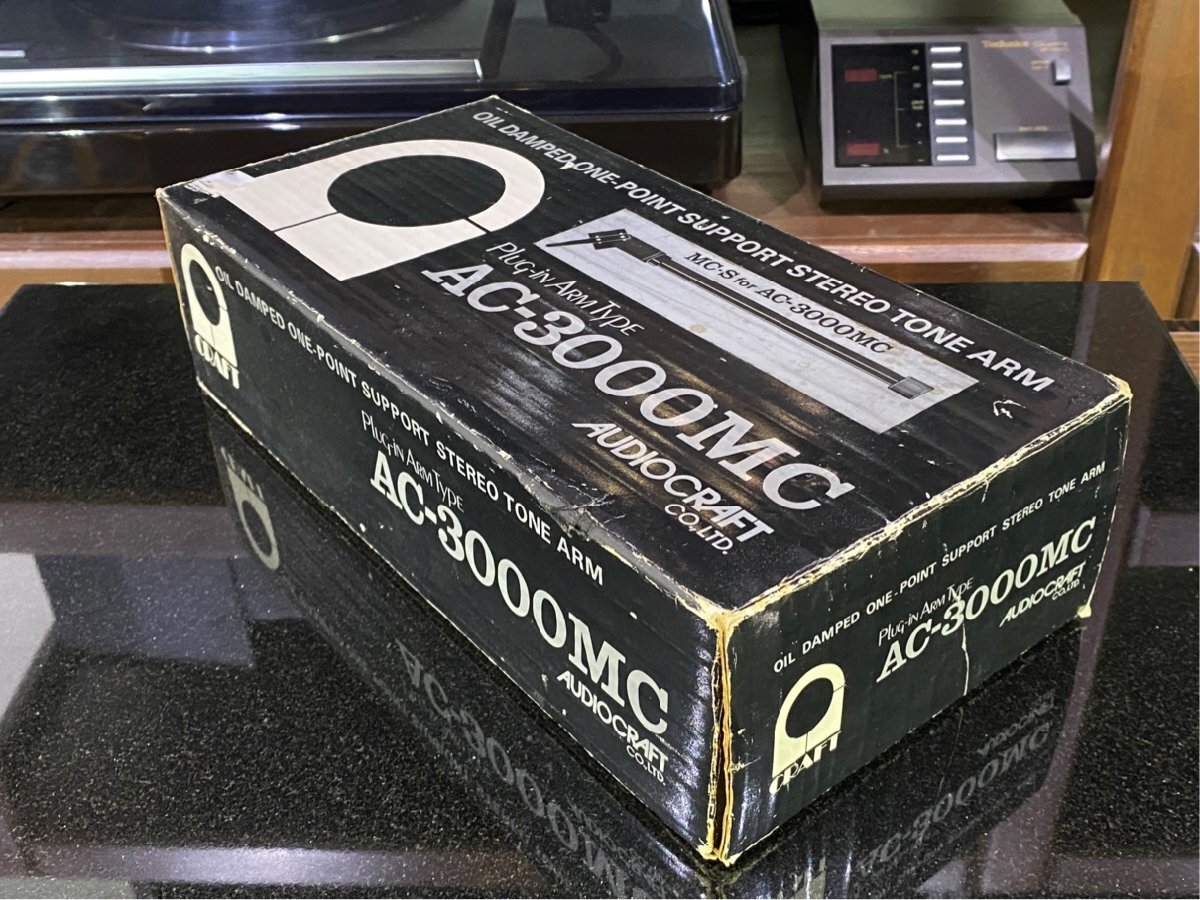 Technics
OIL DAMPED ONE-POINT SUPPORT STEREO TONE ARM
MC-S for AC-3000MC
Plug-in Arm Type
AC-3000MC
AUDIOCRAFT
CO.,LTD.
CRAFT
OIL DAMPED ONE-POINT SUPPORT STEREO TONE ARM
Plug-in Arm Type
AC-3000MC
AUDIOCRAFT
CO.,LTD.
OIL DAMPED ONE-POINT SUPPORT STEREO TONE ARM
Plug-in Arm Type
AC-3000MC
AUDIOCRAFT
CO.,LTD.
CRAFT